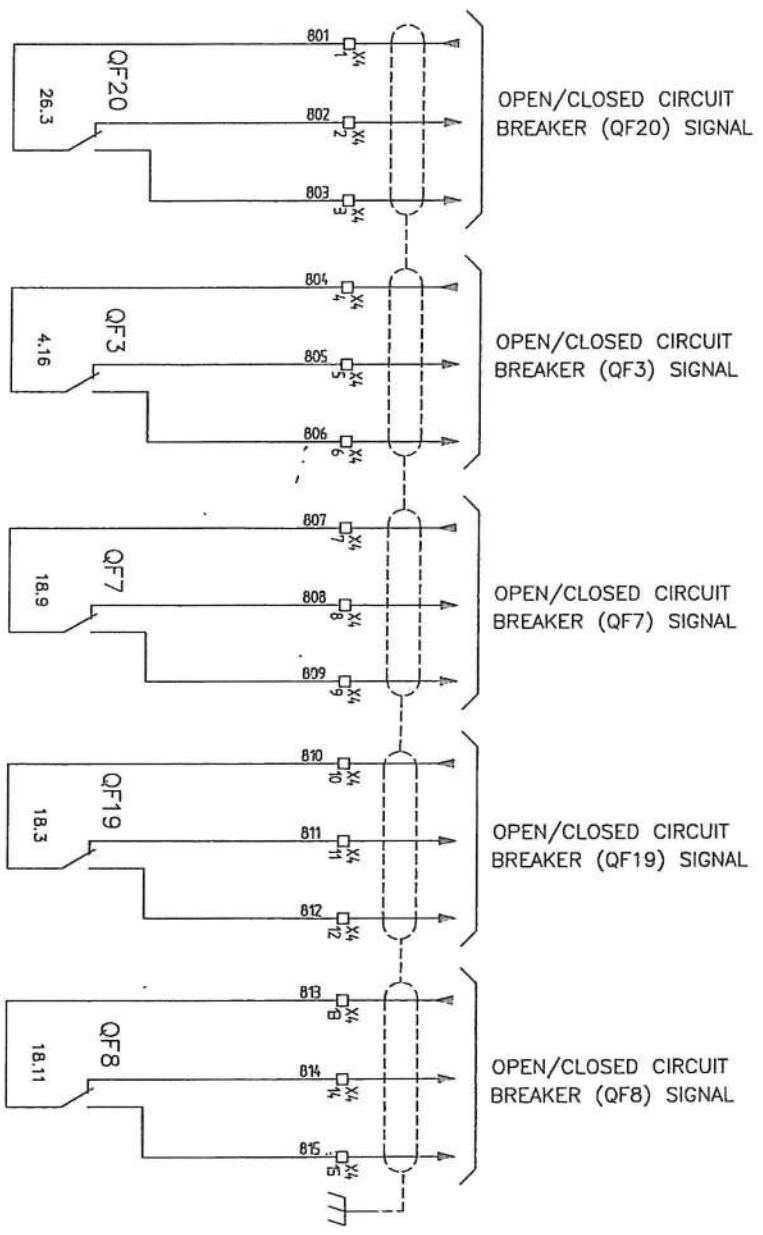 801
1
X4
QF20
26.3
802
2
X4
803
3
X4
OPEN/CLOSED CIRCUIT
BREAKER (QF20) SIGNAL
804
4
X4
QF3
4.16
805
5
X4
806
6
X4
OPEN/CLOSED CIRCUIT
BREAKER (QF3) SIGNAL
807
7
X4
QF7
18.9
808
8
X4
809
9
X4
OPEN/CLOSED CIRCUIT
BREAKER (QF7) SIGNAL
810
10
X4
QF19
18.3
811
11
X4
812
12
X4
OPEN/CLOSED CIRCUIT
BREAKER (QF19) SIGNAL
813
13
X4
QF8
18.11
814
14
X4
815
15
X4
OPEN/CLOSED CIRCUIT
BREAKER (QF8) SIGNAL